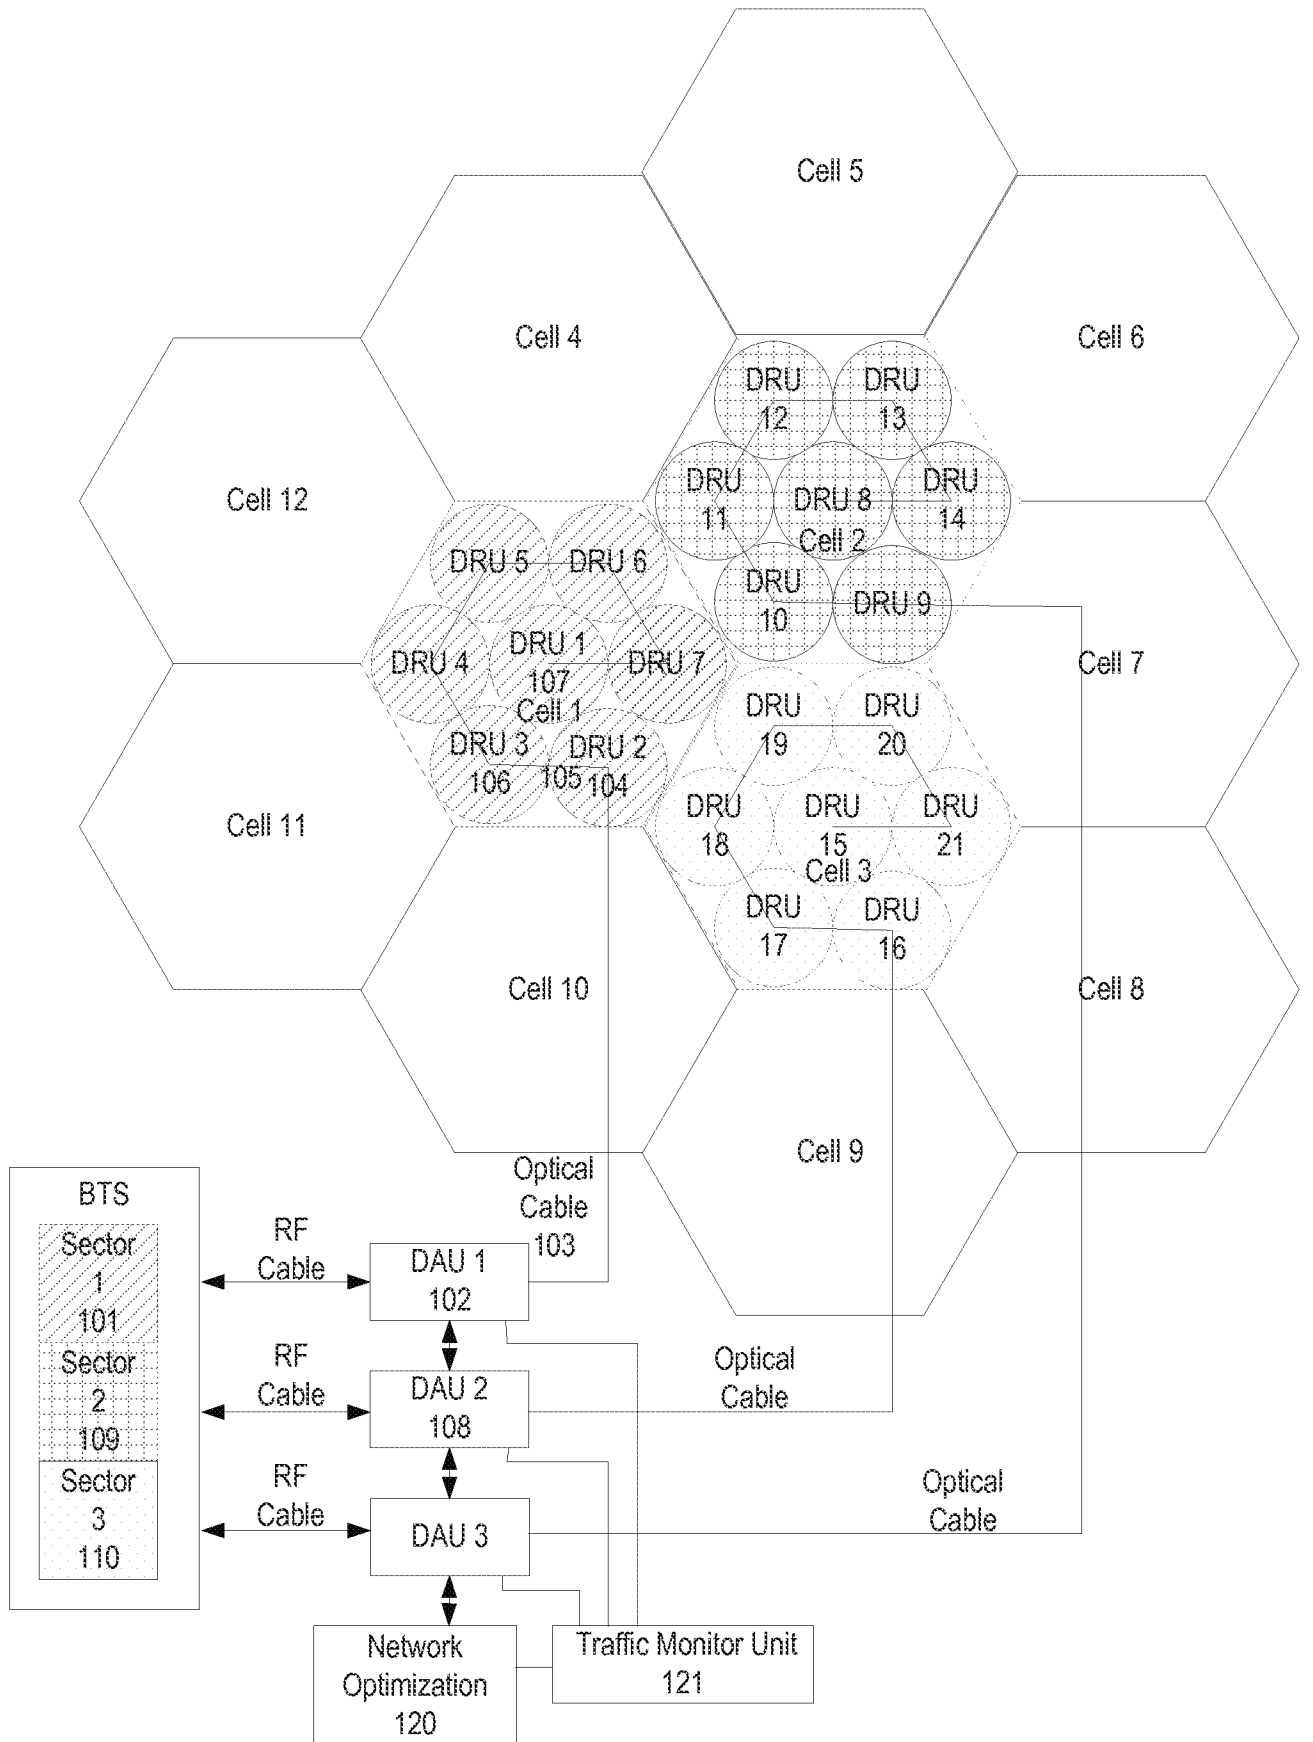 Cell 5
Cell 4
Cell 6
DRU
12
DRU
13
Cell 12
DRU
11
DRU 8
DRU
14
Cell 2
DRU 5
DRU 6
DRU
10
DRU 9
DRU 4
DRU 1
107
DRU 7
Cell 7
Cell 1
DRU 3
106
105
DRU 2
104
DRU
19
DRU
20
Cell 11
DRU
18
DRU
15
DRU
21
Cell 3
DRU
17
DRU
16
Cell 10
Cell 8
Cell 9
Optical
Cable
103
BTS
Sector
1
101
RF
Cable
DAU 1
102
Sector
2
109
RF
Cable
DAU 2
108
Optical
Cable
Sector
3
110
RF
Cable
DAU 3
Optical
Cable
Network
Optimization
120
Traffic Monitor Unit
121